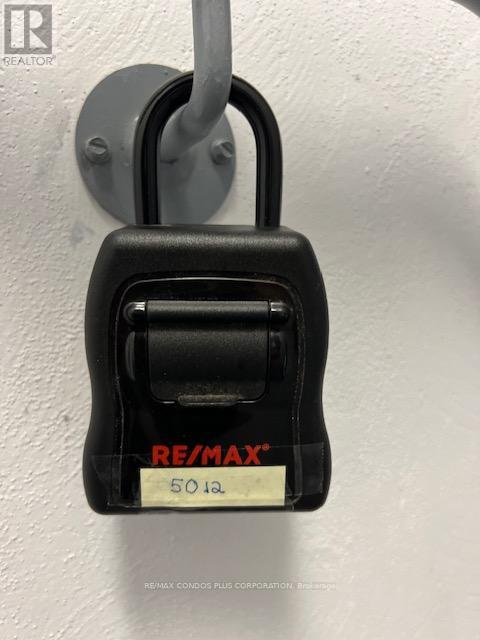 REALTOR®
RE/MAX®
5012
RE/MAX CONDOS PLUS CORPORATION, Brokerage